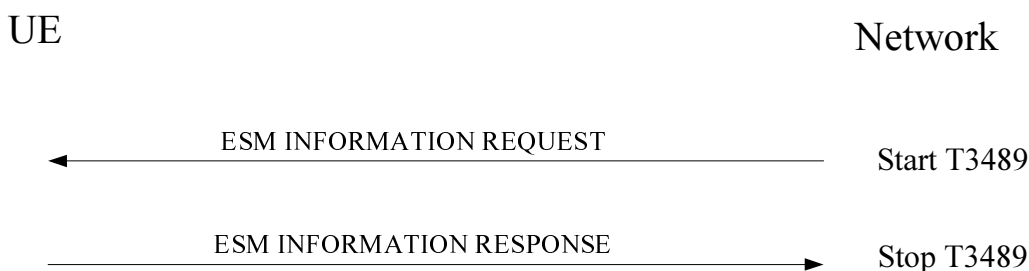 UE
Network
ESM INFORMATION REQUEST
Start T3489
ESM INFORMATION RESPONSE
Stop T3489